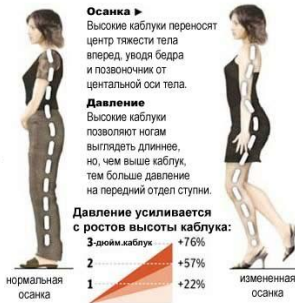 Осанка ►
Высокие каблуки переносят
центр тяжести тела
вперед, уводя бедра
и позвоночник от
центальной оси тела.
Давление
Высокие каблуки
позволяют ногам
выглядеть длиннее,
но, чем выше каблук,
тем больше давление
на передний отдел ступни.
Давление усиливается
с ростов высоты каблука:
3-дюйм.каблук +76%
2 +57%
1 +22%
нормальная
осанка
измененная
осанка